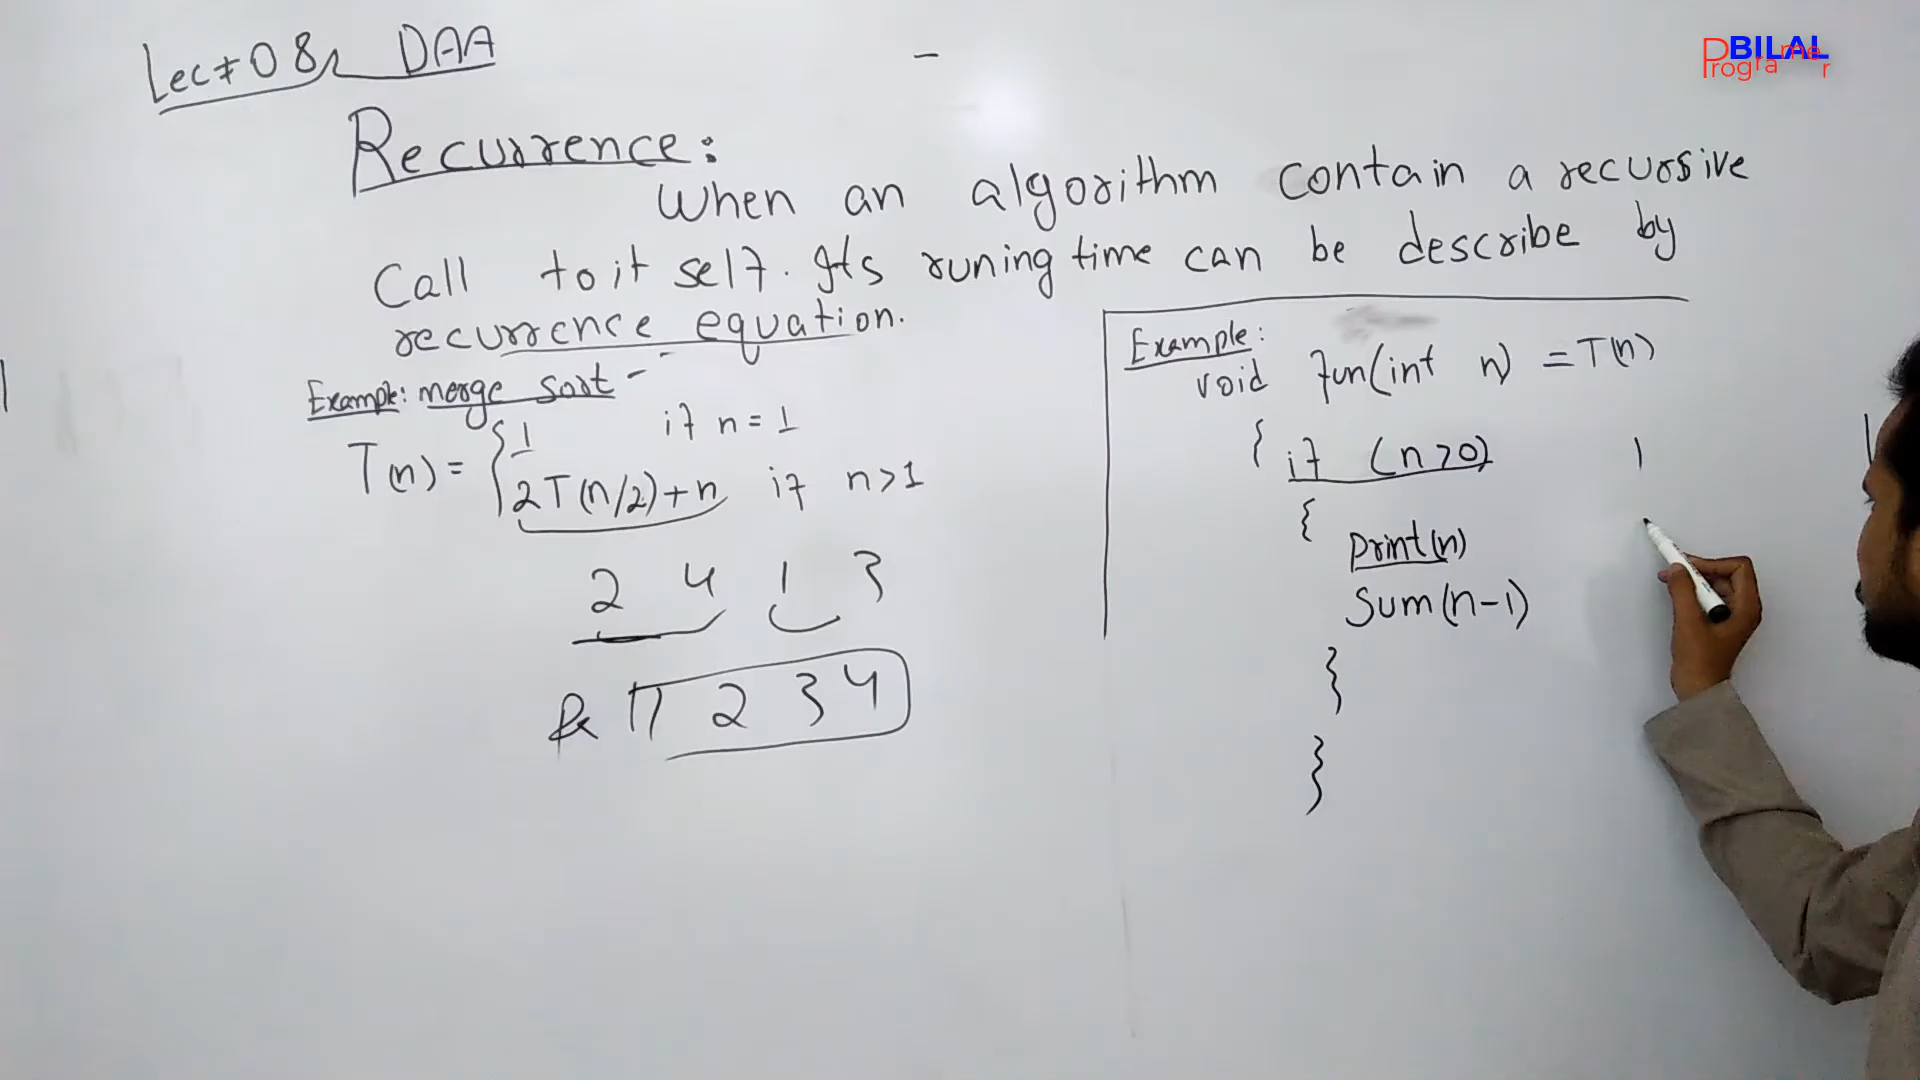 Lec # 08, DAA
BILAL
Programer
Recurrence:
When an algorithm contain a recursive
Call to it self. Its runing time can be describe by
recurrence equation.
Example: merge sort
T(n) = { 1 if n = 1
2T(n/2)+n if n>1
2 4 1 3
1 2 3 4
Example:
void fun(int n) = T(n)
{ if (n>0) 1
{
print(n)
Sum(n-1)
}
}